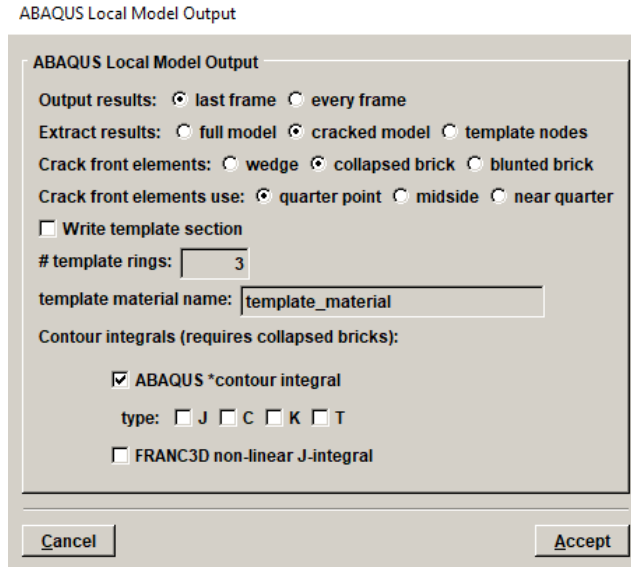 ABAQUS Local Model Output
ABAQUS Local Model Output
Output results: last frame every frame
Extract results: full model cracked model template nodes
Crack front elements: wedge collapsed brick blunted brick
Crack front elements use: quarter point midside near quarter
Write template section
# template rings: 3
template material name: template_material
Contour integrals (requires collapsed bricks):
ABAQUS *contour integral
type: J C K T
FRANC3D non-linear J-integral
Cancel Accept